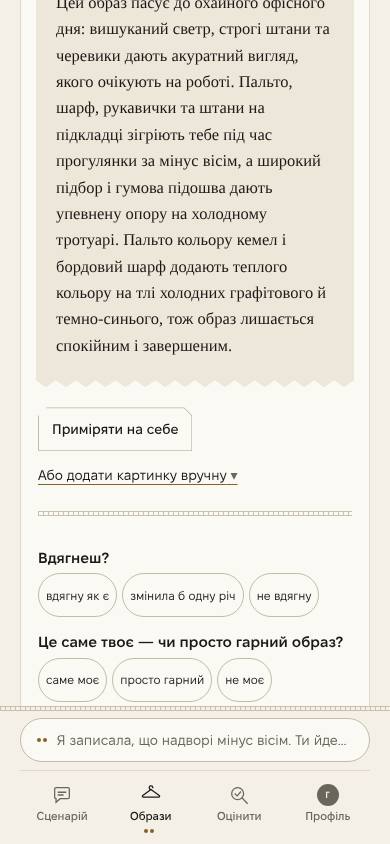 Цей образ пасує до охайного офісного
дня: вишуканий светр, строгі штани та
черевики дають акуратний вигляд,
якого очікують на роботі. Пальто,
шарф, рукавички та штани на
підкладці зігріють тебе під час
прогулянки за мінус вісім, а широкий
підбор і гумова підошва дають
упевнену опору на холодному
тротуарі. Пальто кольору кемел і
бордовий шарф додають теплого
кольору на тлі холодних графітового й
темно-синього, тож образ лишається
спокійним і завершеним.
Приміряти на себе
Або додати картинку вручну ▾
Вдягнеш?
вдягну як є
змінила б одну річ
не вдягну
Це саме твоє — чи просто гарний образ?
саме моє
просто гарний
не моє
Я записала, що надворі мінус вісім. Ти йде...
Сценарій
Образи
Оцінити
Г
Профіль